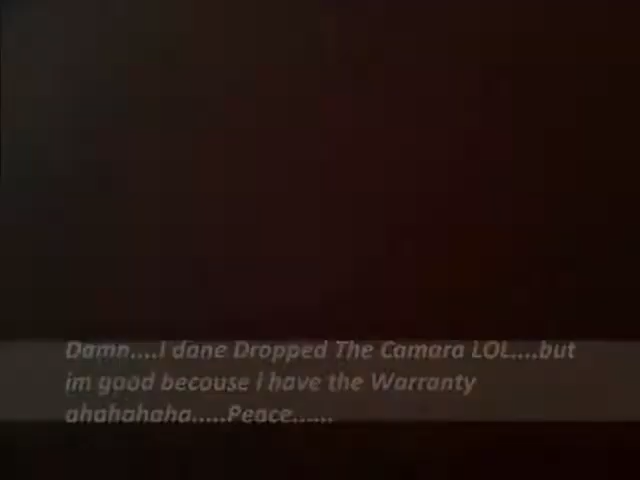 Damn....I dane Dropped The Camara LOL....but
im good becouse i have the Warranty
ahahahaha.....Peace......